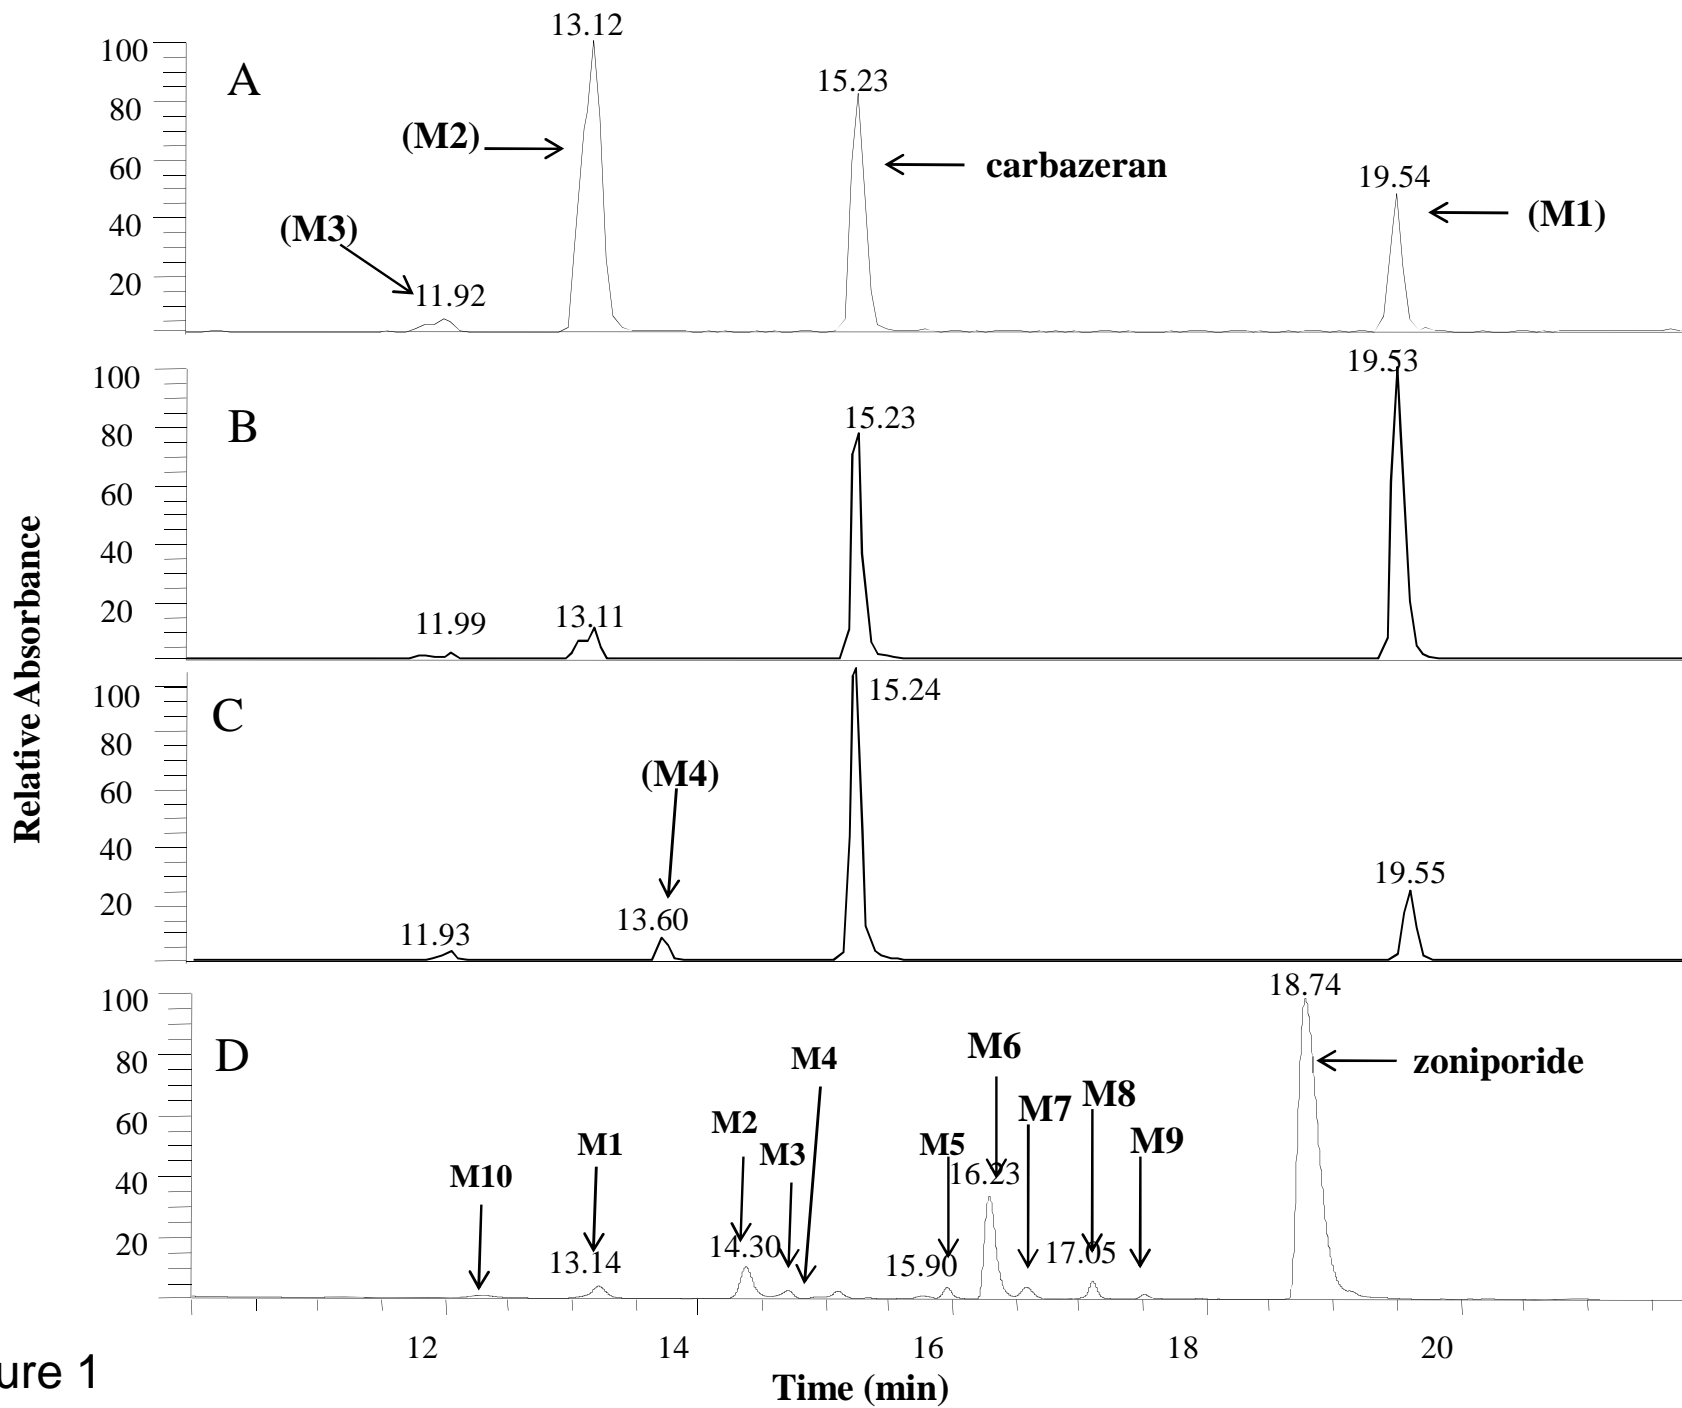 13.12
100
A
15.23
80
(M2)
60
carbazeran
19.54
40
(M3)
(M1)
20
11.92
19.53
100
15.23
B
80
60
40
20
11.99
13.11
100
15.24
C
80
(M4)
60
40
19.55
20
13.60
11.93
18.74
100
D
M6
M4
80
zoniporide
M8
M7
60
M2
M5
M9
M1
M3
M10
40
16.23
20
14.30
17.05
13.14
15.90
Relative Absorbance
12 14 16 18 20
ure 1
Time (min)